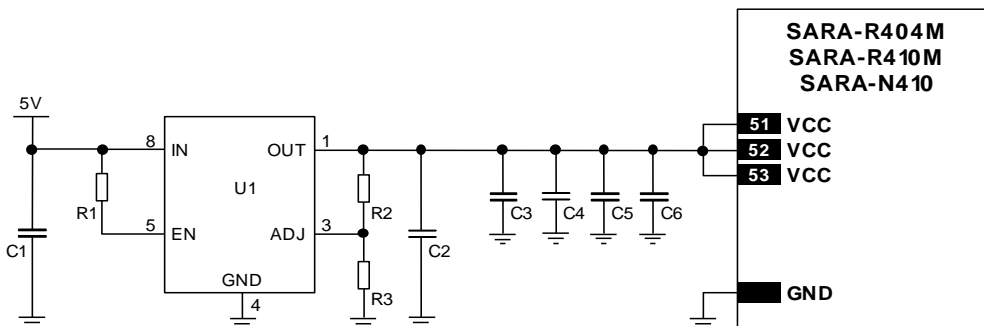 SARA-R404M
SARA-R410M
SARA-N410
5V
51 VCC
8 IN OUT 1
52 VCC
53 VCC
U1
R1 R2 C3 C4 C5 C6
5 EN ADJ 3
C1 C2
GND
4 R3
GND